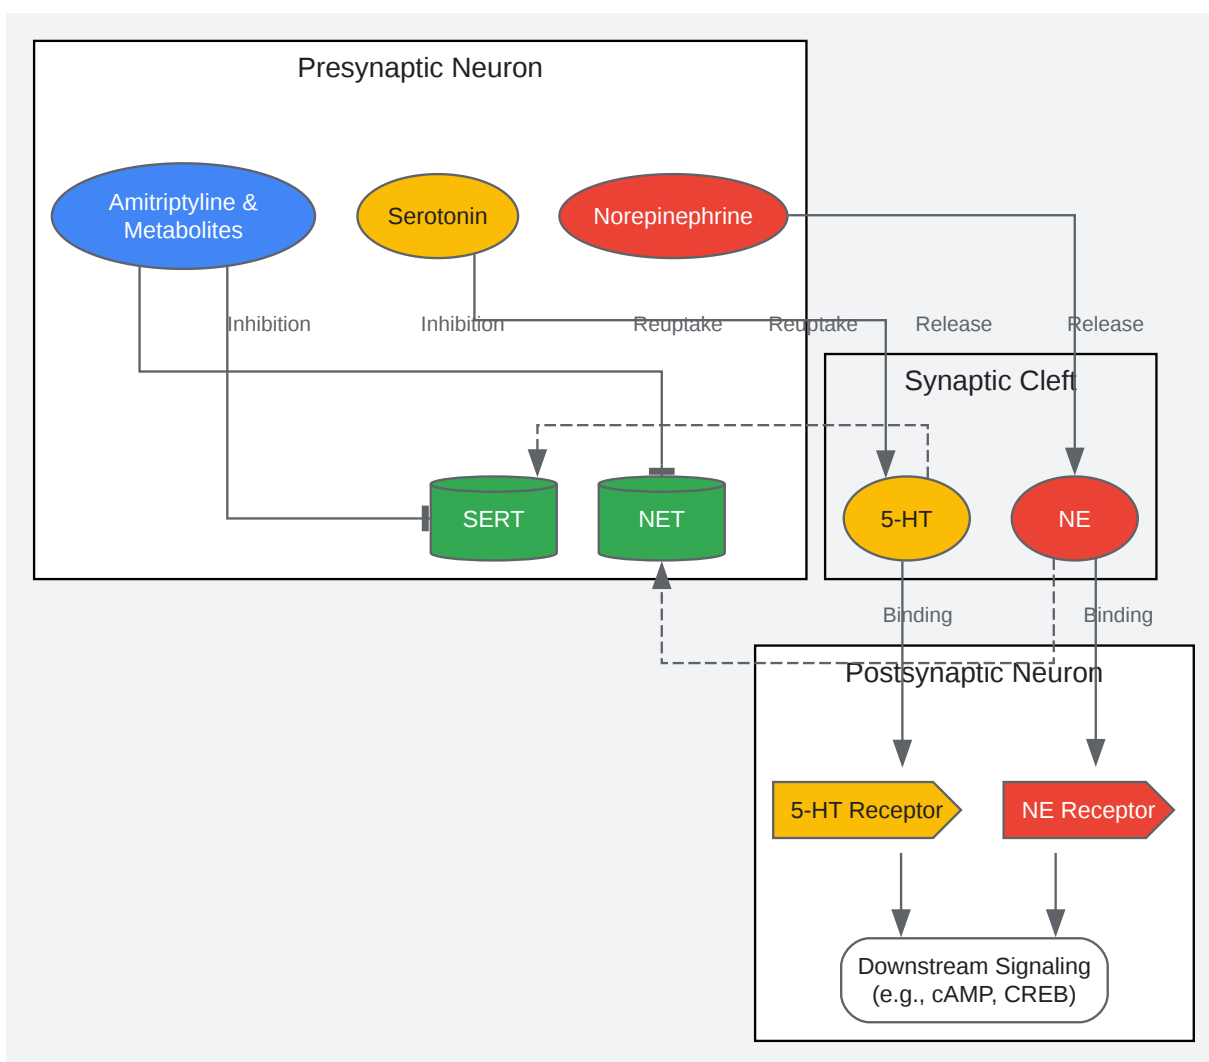 Presynaptic Neuron
Amitriptyline &
Metabolites
Serotonin
Norepinephrine
Inhibition
Inhibition
Reuptake
Reuptake
Release
Release
Synaptic Cleft
SERT
NET
5-HT
NE
Binding
Binding
Postsynaptic Neuron
5-HT Receptor
NE Receptor
Downstream Signaling
(e.g., cAMP, CREB)